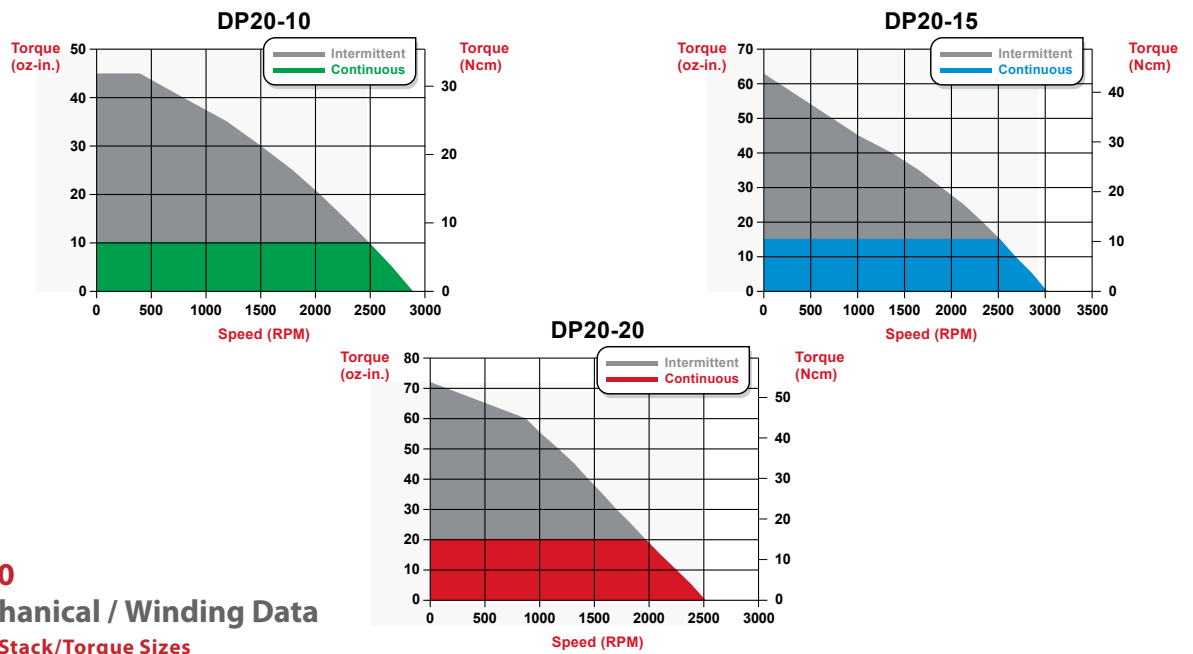 DP20-10
Torque
(oz-in.)
Intermittent
Continuous
Torque
(Ncm)
50
40
30
20
10
0
30
20
10
0
0 500 1000 1500 2000 2500 3000
Speed (RPM)
DP20-15
Torque
(oz-in.)
Intermittent
Continuous
Torque
(Ncm)
70
60
50
40
30
20
10
0
40
30
20
10
0
0 500 1000 1500 2000 2500 3000 3500
Speed (RPM)
DP20-20
Torque
(oz-in.)
Intermittent
Continuous
Torque
(Ncm)
80
70
60
50
40
30
20
10
0
50
40
30
20
10
0
0 500 1000 1500 2000 2500 3000
Speed (RPM)
0
hanical / Winding Data
Stack/Torque Sizes